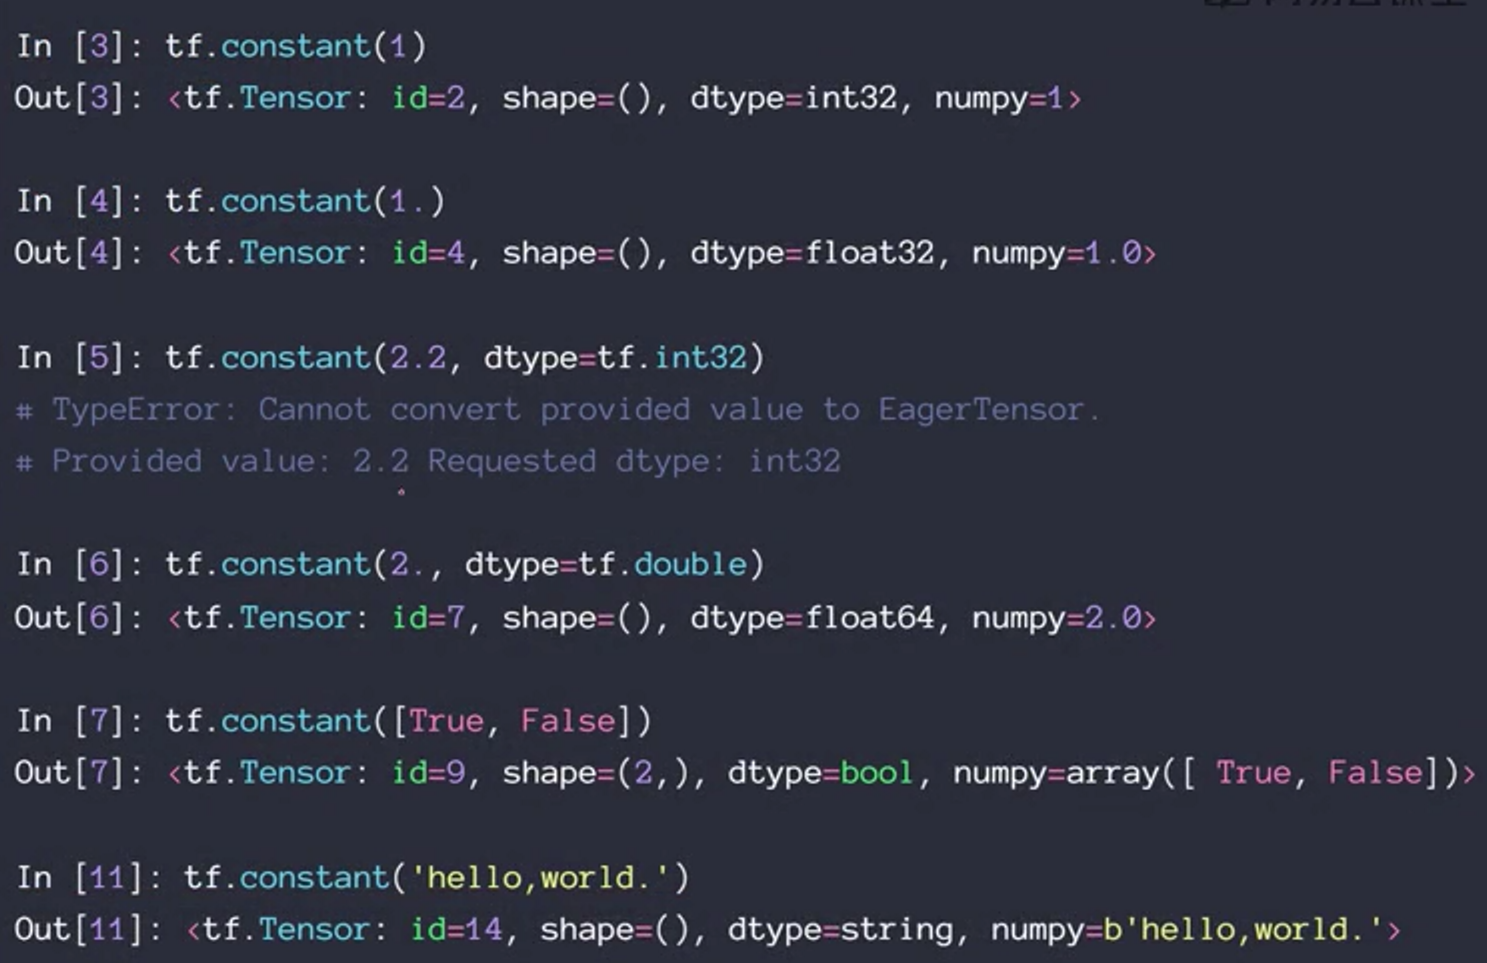 In [3]: tf.constant(1)
Out[3]: <tf.Tensor: id=2, shape=(), dtype=int32, numpy=1>
In [4]: tf.constant(1.)
Out[4]: <tf.Tensor: id=4, shape=(), dtype=float32, numpy=1.0>
In [5]: tf.constant(2.2, dtype=tf.int32)
# TypeError: Cannot convert provided value to EagerTensor.
# Provided value: 2.2 Requested dtype: int32
In [6]: tf.constant(2., dtype=tf.double)
Out[6]: <tf.Tensor: id=7, shape=(), dtype=float64, numpy=2.0>
In [7]: tf.constant([True, False])
Out[7]: <tf.Tensor: id=9, shape=(2,), dtype=bool, numpy=array([ True, False])>
In [11]: tf.constant('hello,world.')
Out[11]: <tf.Tensor: id=14, shape=(), dtype=string, numpy=b'hello,world.'>